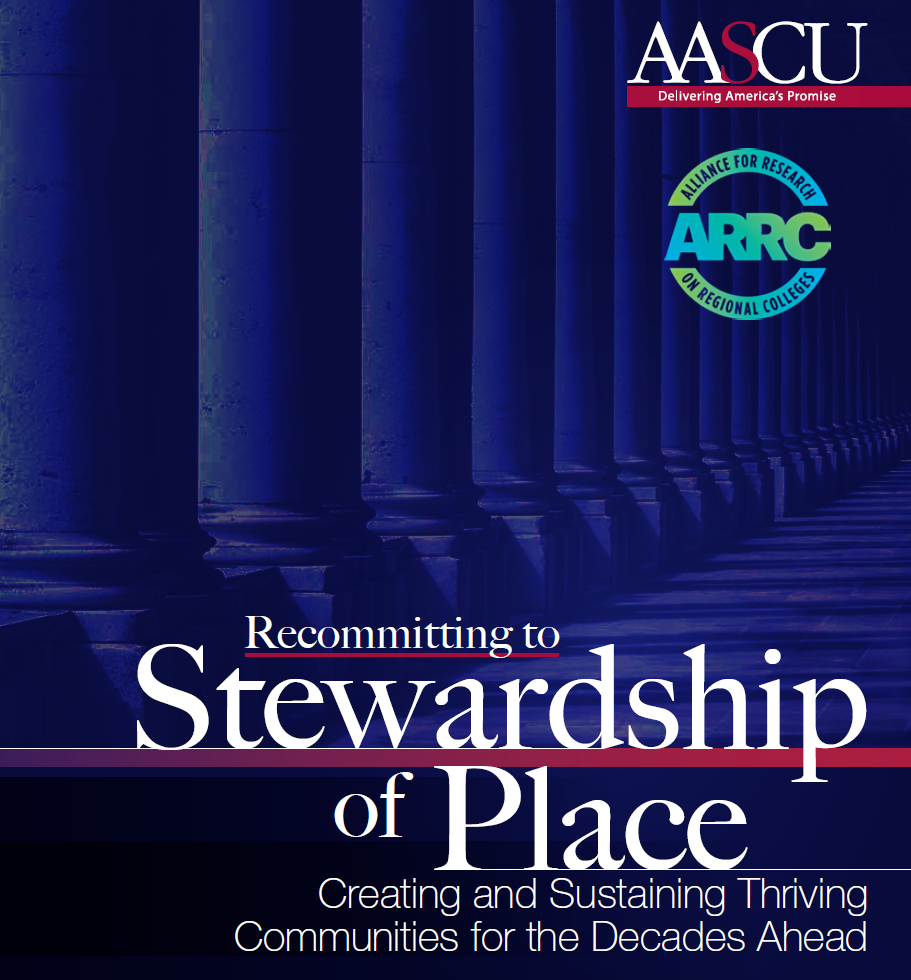 AASCU
Delivering America's Promise
ALLIANCE FOR RESEARCH
ARRC
ON REGIONAL COLLEGES
Recommitting to
Stewardship
of Place
Creating and Sustaining Thriving
Communities for the Decades Ahead